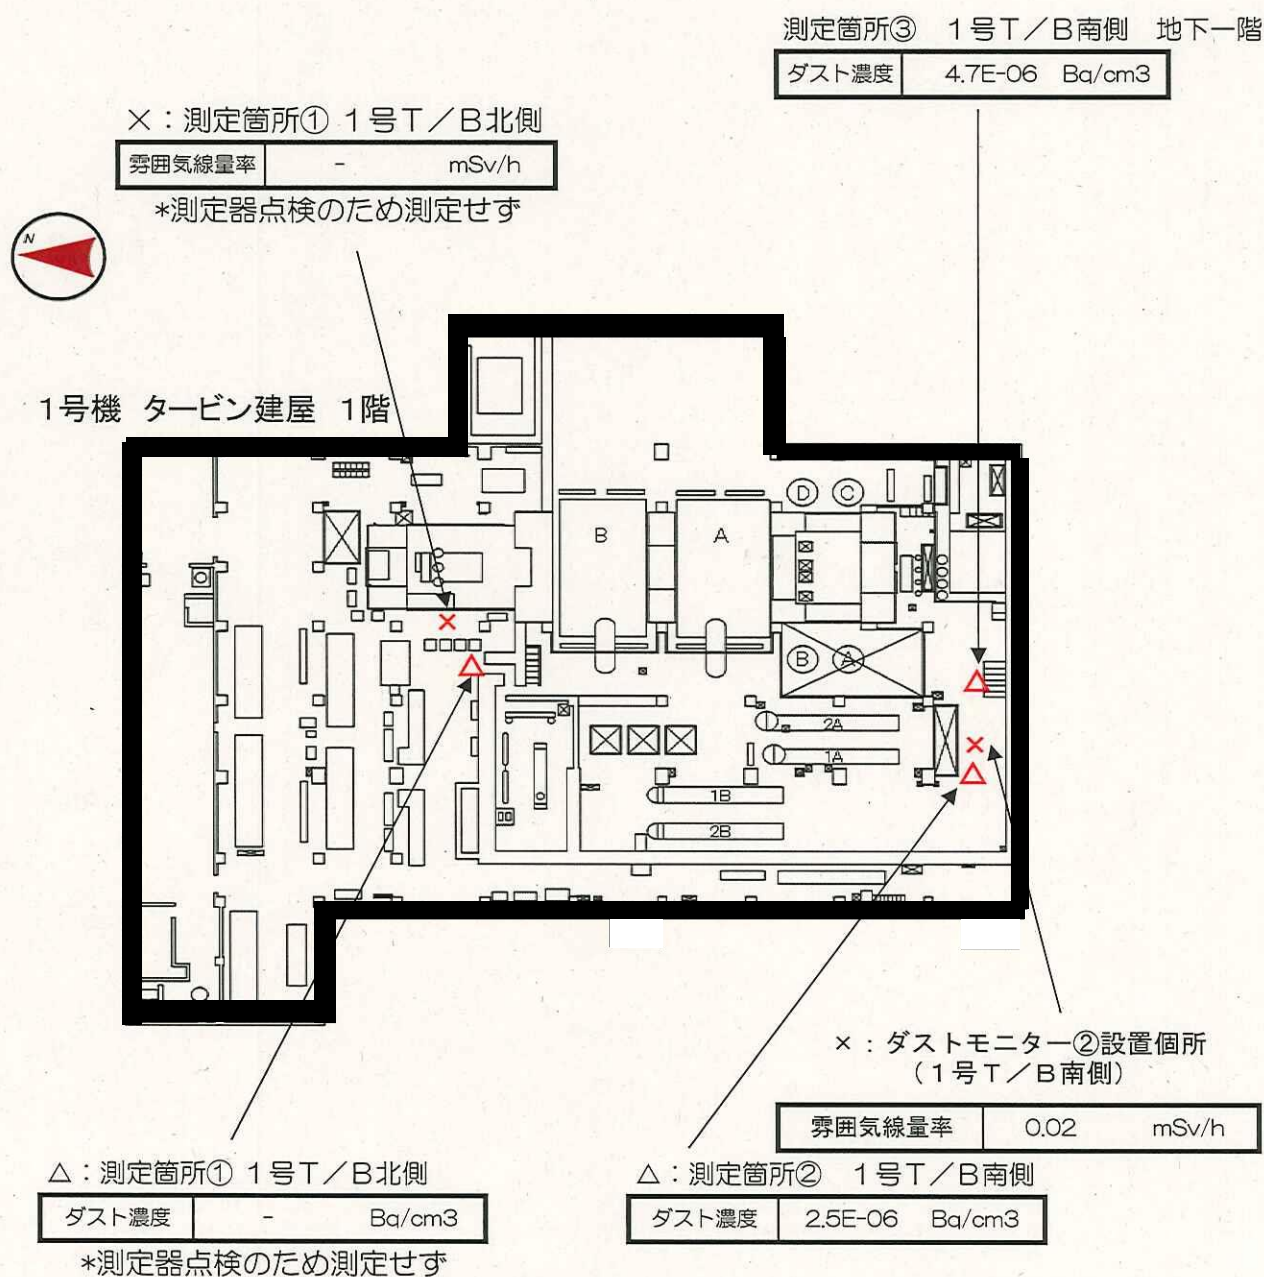 測定箇所③ 1号T/B南側 地下一階
ダスト濃度 4.7E-06 Bq/cm3
×:測定箇所① 1号T/B北側
雰囲気線量率 - mSv/h
*測定器点検のため測定せず
N
1号機 タービン建屋 1階
D C
B A
B A
2A
1A
1B
2B
×:ダストモニター②設置個所
(1号T/B南側)
雰囲気線量率 0.02 mSv/h
△:測定箇所① 1号T/B北側
ダスト濃度 - Bq/cm3
*測定器点検のため測定せず
△:測定箇所② 1号T/B南側
ダスト濃度 2.5E-06 Bq/cm3